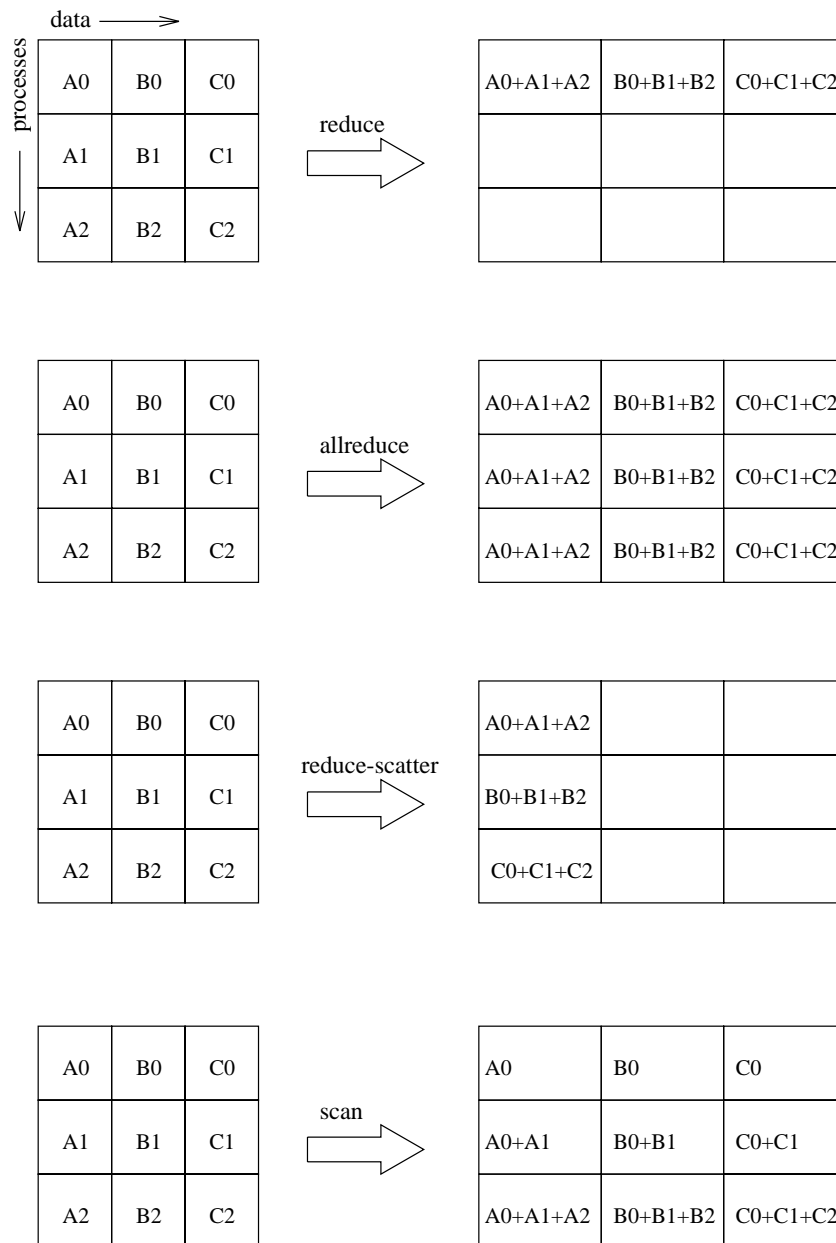 data
processes
A0 B0 C0
A1 B1 C1
A2 B2 C2
reduce
A0+A1+A2 B0+B1+B2 C0+C1+C2
A0 B0 C0
A1 B1 C1
A2 B2 C2
allreduce
A0+A1+A2 B0+B1+B2 C0+C1+C2
A0+A1+A2 B0+B1+B2 C0+C1+C2
A0+A1+A2 B0+B1+B2 C0+C1+C2
A0 B0 C0
A1 B1 C1
A2 B2 C2
reduce-scatter
A0+A1+A2
B0+B1+B2
C0+C1+C2
A0 B0 C0
A1 B1 C1
A2 B2 C2
scan
A0 B0 C0
A0+A1 B0+B1 C0+C1
A0+A1+A2 B0+B1+B2 C0+C1+C2